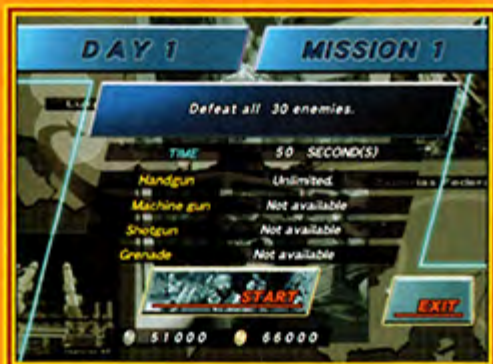 DAY 1 MISSION 1
Defeat all 30 enemies.
TIME 50 SECOND(S)
Handgun Unlimited.
Machine gun Not available
Shotgun Not available
Grenade Not available
START
EXIT
51000 66000